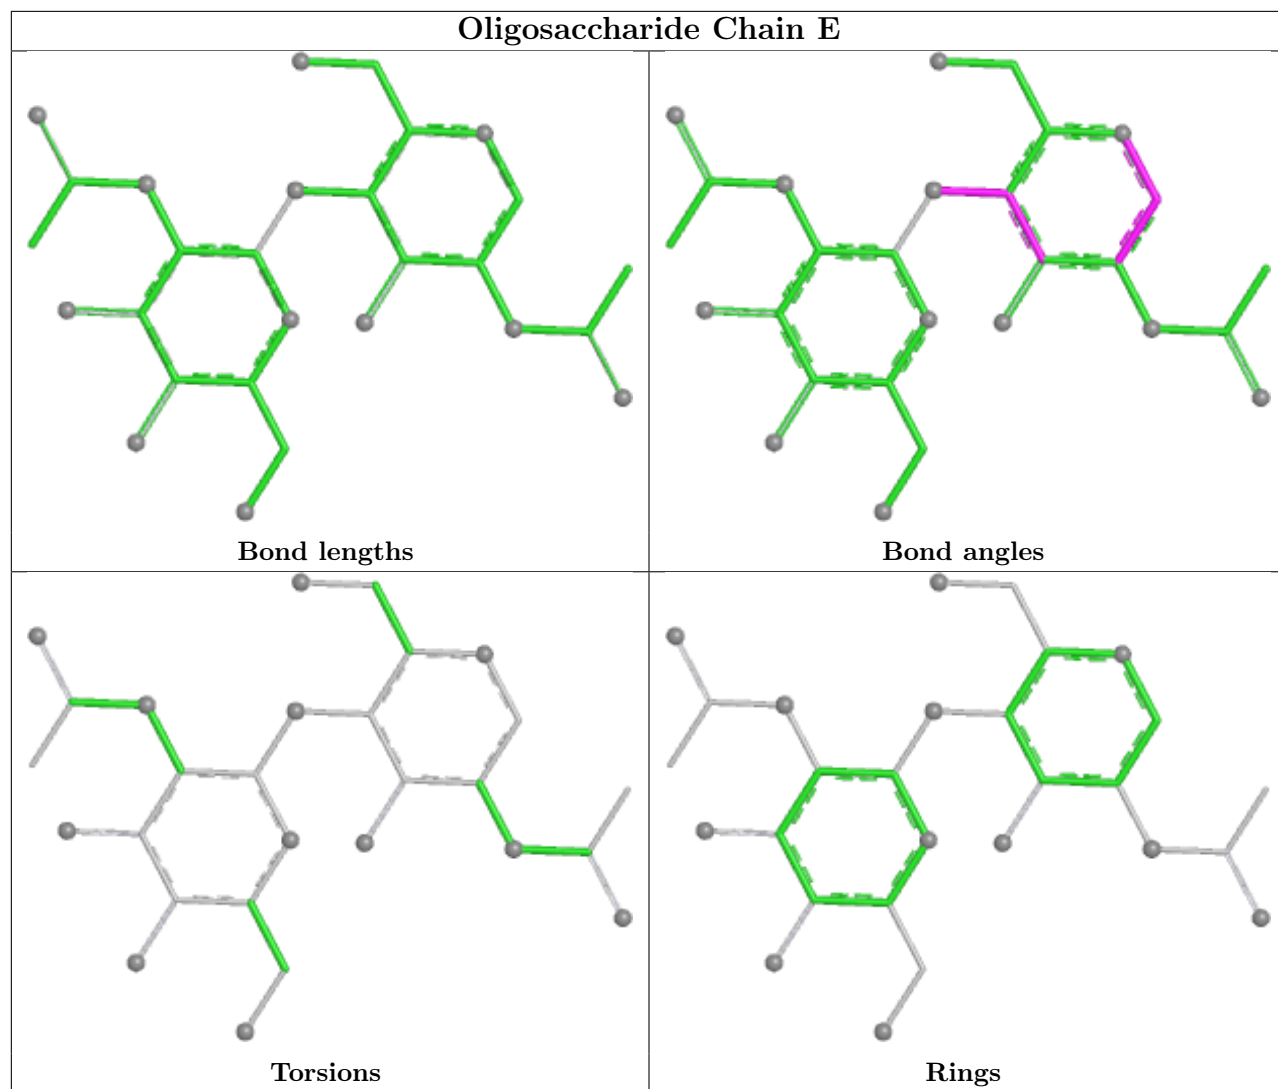 Oligosaccharide Chain E
Bond lengths
Bond angles
Torsions
Rings